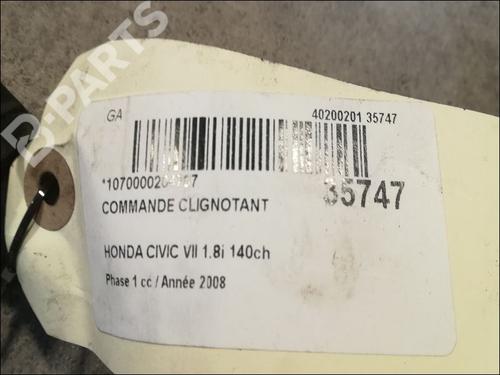 B-PARTS
GA
40200201 35747
COMMANDE CLIGNOTANT
35747
HONDA CIVIC VII 1.8i 140ch
Phase 1 cc / Année 2008